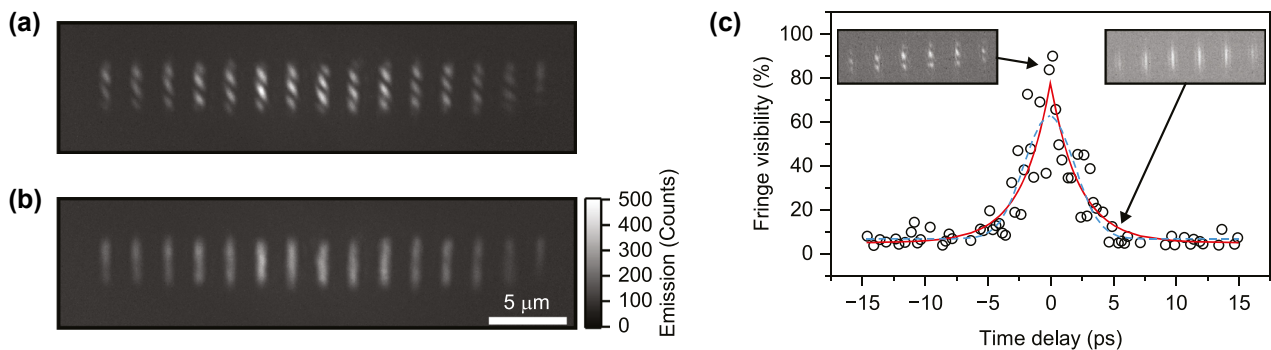 (a)
(b)
5 μm
500
400
300
200
100
0
Emission (Counts)
(c)
100
80
60
40
20
0
Fringe visibility (%)
−15
−10
−5
0
5
10
15
Time delay (ps)